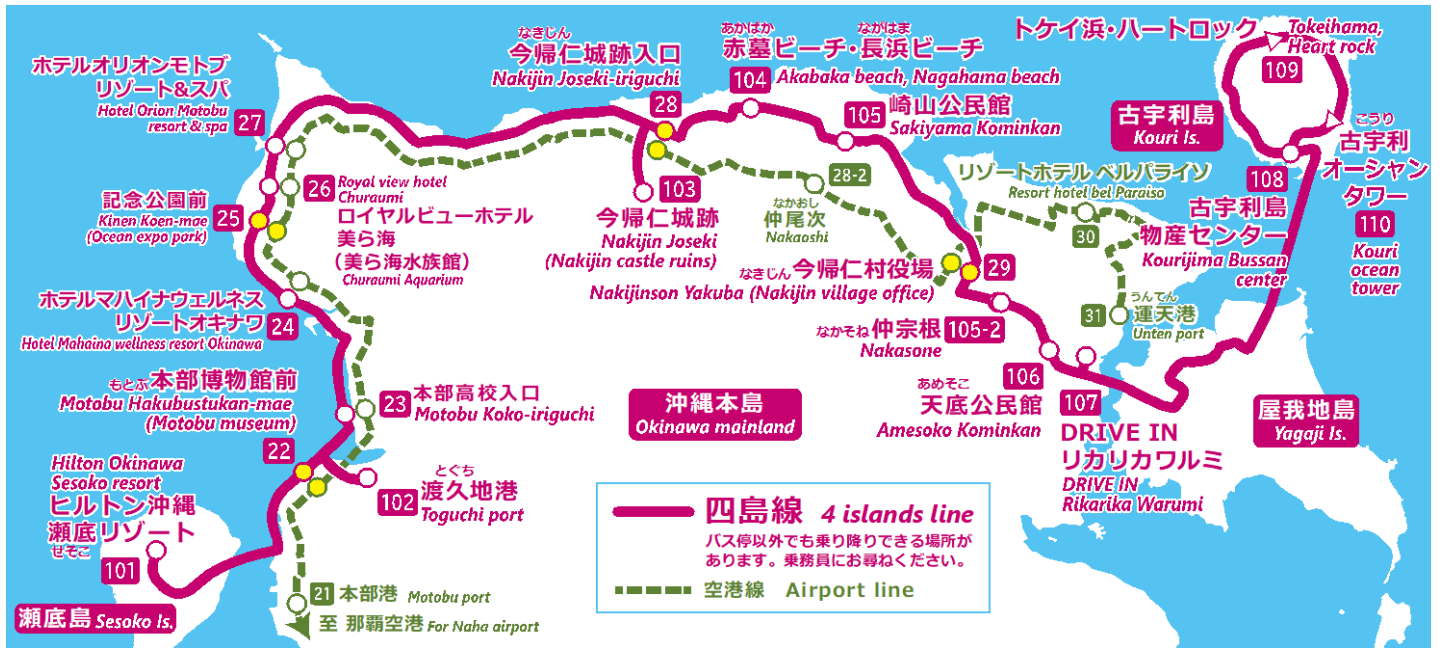 ホテルオリオンモトブ
リゾート&スパ
Hotel Orion Motobu
resort & spa
27
なきじん
今帰仁城跡入口
Nakijin Joseki-iriguchi
28
あかばか ながはま
赤墓ビーチ・長浜ビーチ
104
Akabaka beach, Nagahama beach
トケイ浜・ハートロック
Tokeihama,
Heart rock
109
105
崎山公民館
Sakiyama Kominkan
古宇利島
Kouri Is.
こうり
古宇利
オーシャン
タワー
110
Kouri
ocean
tower
108
古宇利島
物産センター
Kourijima Bussan
center
リゾートホテル ベルパライソ
Resort hotel bel Paraiso
30
31
うんてん
運天港
Unten port
28-2
なかおし
仲尾次
Nakaoshi
103
今帰仁城跡
Nakijin Joseki
(Nakijin castle ruins)
26
Royal view hotel
Churaumi
ロイヤルビューホテル
美ら海
(美ら海水族館)
Churaumi Aquarium
記念公園前
25
Kinen Koen-mae
(Ocean expo park)
なきじん
今帰仁村役場
29
Nakijinson Yakuba (Nakijin village office)
ホテルマハイナウェルネス
リゾートオキナワ
24
Hotel Mahaina wellness resort Okinawa
なかそね
仲宗根
105-2
Nakasone
106
あめそこ
天底公民館
Amesoko Kominkan
107
DRIVE IN
リカリカワルミ
DRIVE IN
Rikarika Warumi
屋我地島
Yagaji Is.
沖縄本島
Okinawa mainland
もとぶ
本部博物館前
Motobu Hakubustukan-mae
(Motobu museum)
22
23
本部高校入口
Motobu Koko-iriguchi
とぐち
102
渡久地港
Toguchi port
Hilton Okinawa
Sesoko resort
ヒルトン沖縄
瀬底リゾート
せそこ
101
瀬底島 Sesoko Is.
21 本部港 Motobu port
至 那覇空港 For Naha airport
四島線 4 islands line
バス停以外でも乗り降りできる場所が
あります。乗務員にお尋ねください。
空港線 Airport line